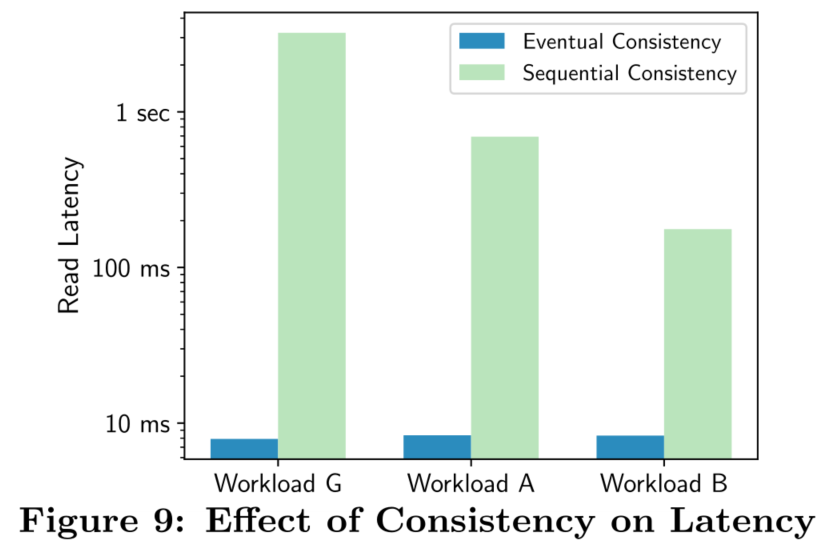 Eventual Consistency
Sequential Consistency
1 sec
100 ms
10 ms
Read Latency
Workload G
Workload A
Workload B
Figure 9: Effect of Consistency on Latency